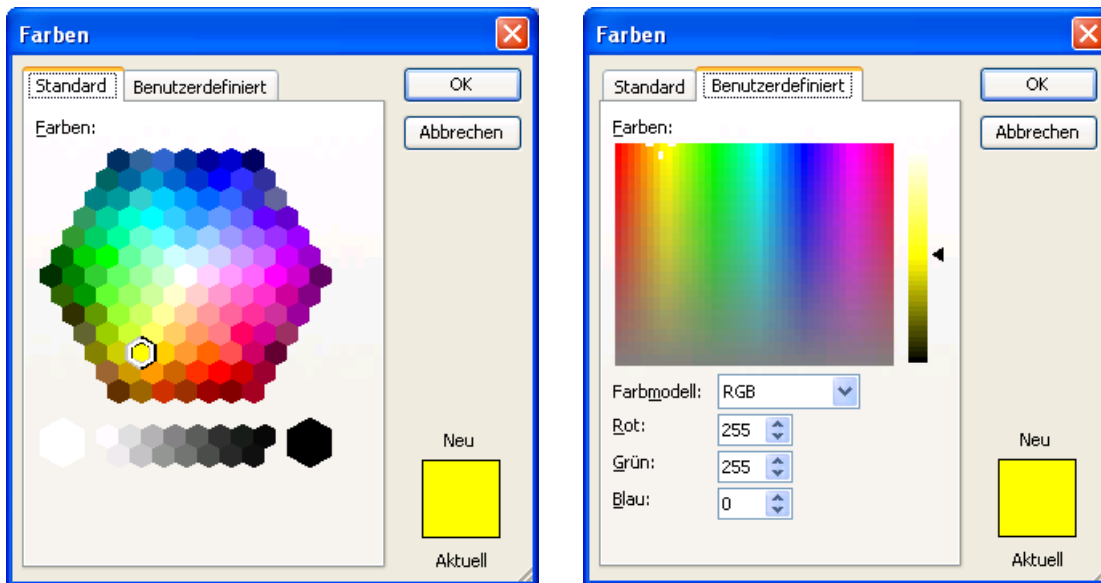 Farben
Standard Benutzerdefiniert OK
Farben: Abbrechen
Neu
Aktuell
Farben
Standard Benutzerdefiniert OK
Farben: Abbrechen
Farbmodell: RGB
Rot: 255
Grün: 255
Blau: 0
Neu
Aktuell